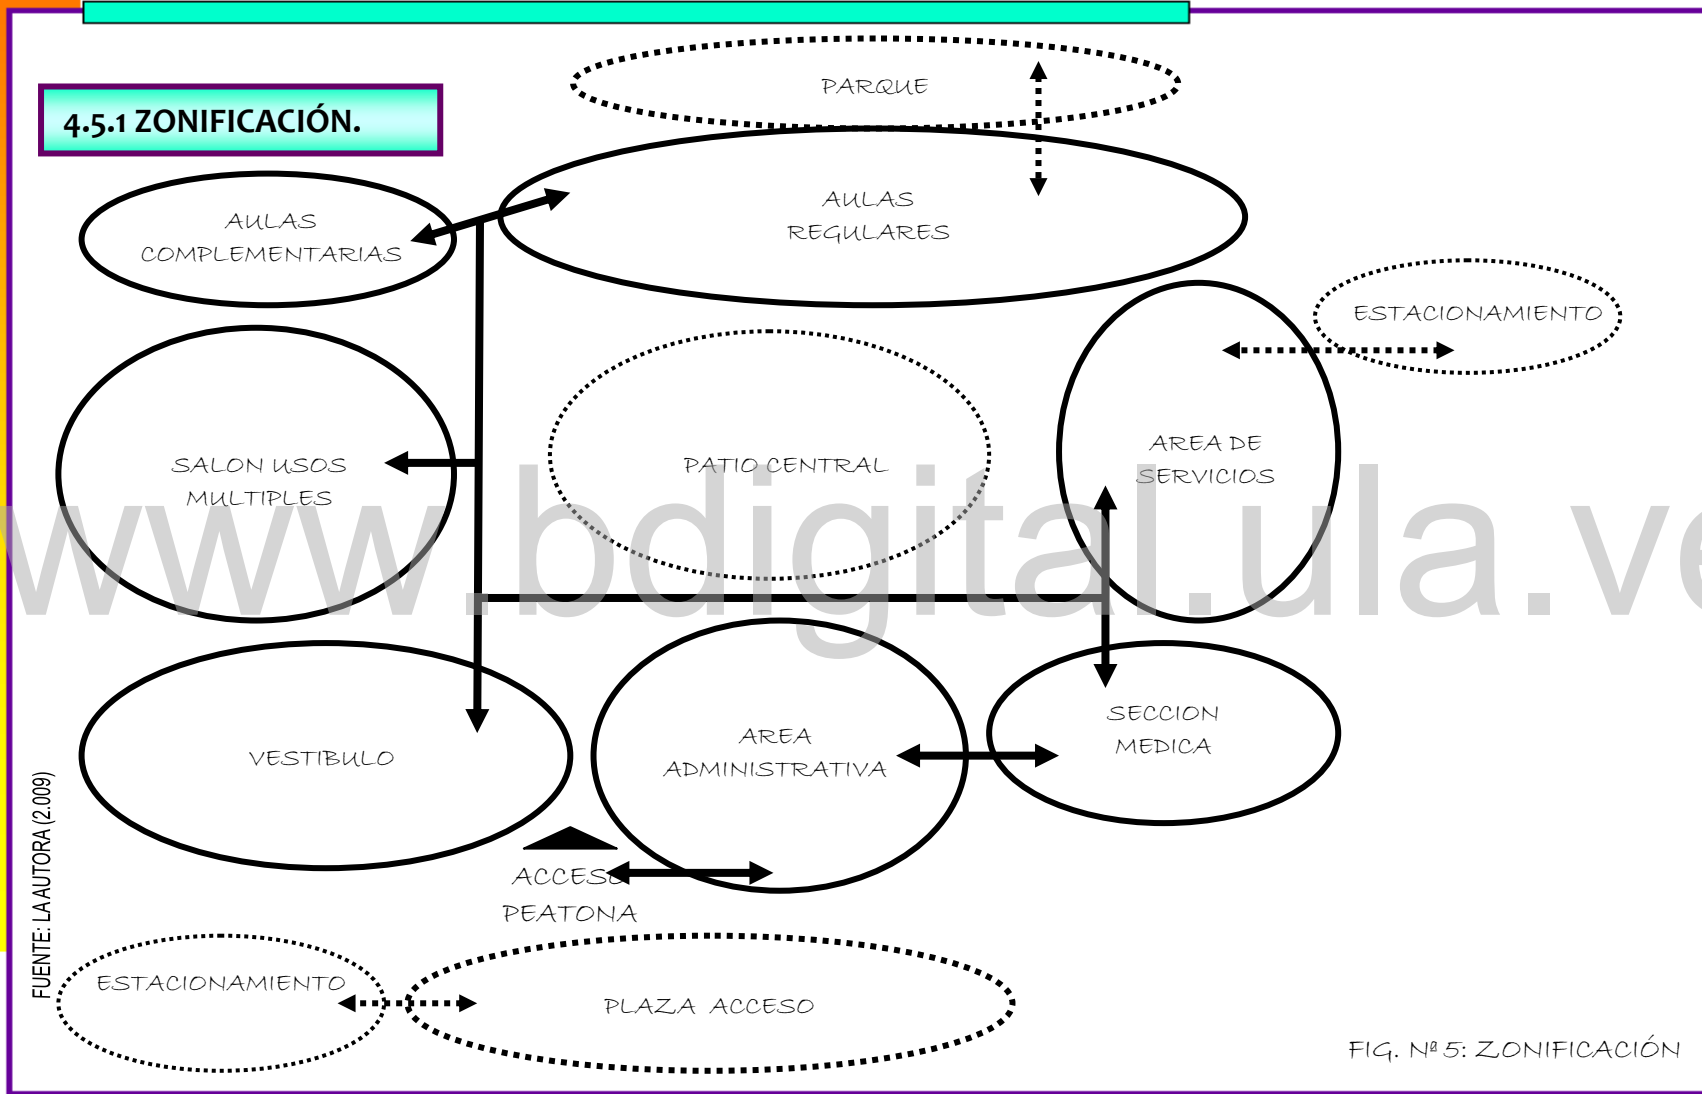 4.5.1 ZONIFICACIÓN.
PARQUE
AULAS
COMPLEMENTARIAS
AULAS
REGULARES
ESTACIONAMIENTO
SALON USOS
MULTIPLES
PATIO CENTRAL
AREA DE
SERVICIOS
www.bdigital.ula.ve
VESTIBULO
AREA
ADMINISTRATIVA
SECCION
MEDICA
ACCESO
PEATONA
ESTACIONAMIENTO
PLAZA ACCESO
FUENTE: LA AUTORA (2.009)
FIG. Nº 5: ZONIFICACIÓN